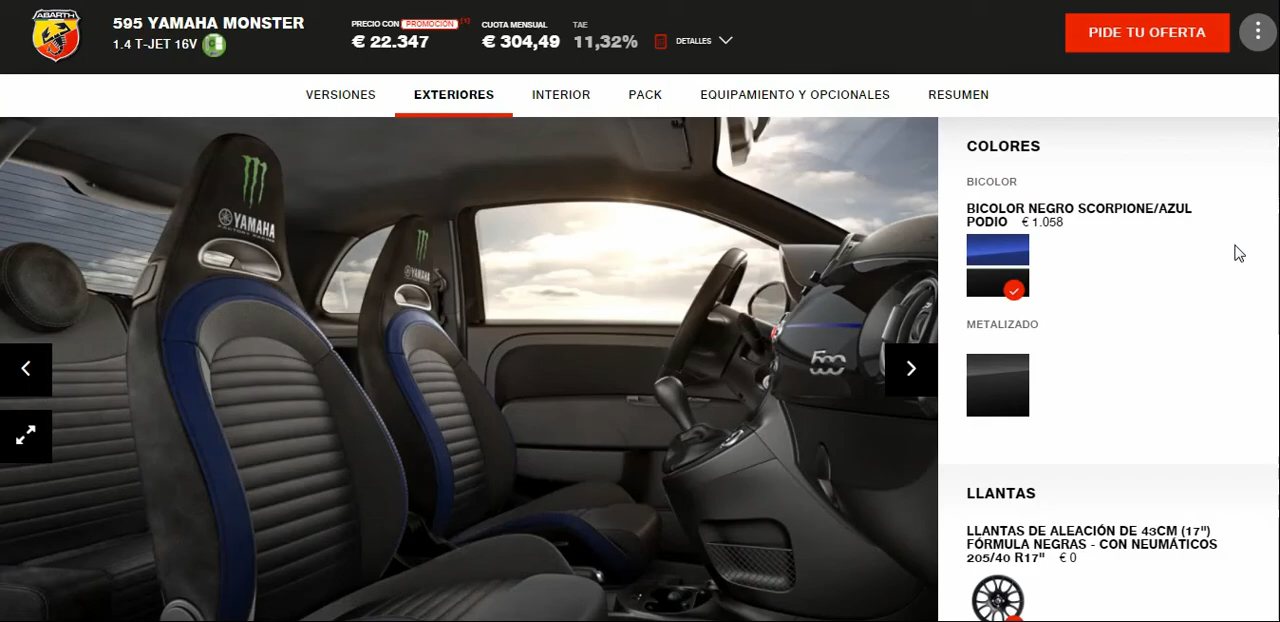 ABARTH
595 YAMAHA MONSTER
1.4 T-JET 16V
PRECIO CON PROMOCIÓN (*)
€ 22.347
CUOTA MENSUAL
€ 304,49
TAE
11,32%
DETALLES
PIDE TU OFERTA
VERSIONES
EXTERIORES
INTERIOR
PACK
EQUIPAMIENTO Y OPCIONALES
RESUMEN
YAMAHA
FACTORY RACING
YAMAHA
500
COLORES
BICOLOR
BICOLOR NEGRO SCORPIONE/AZUL
PODIO € 1.058
METALIZADO
LLANTAS
LLANTAS DE ALEACIÓN DE 43CM (17")
FÓRMULA NEGRAS - CON NEUMÁTICOS
205/40 R17" € 0